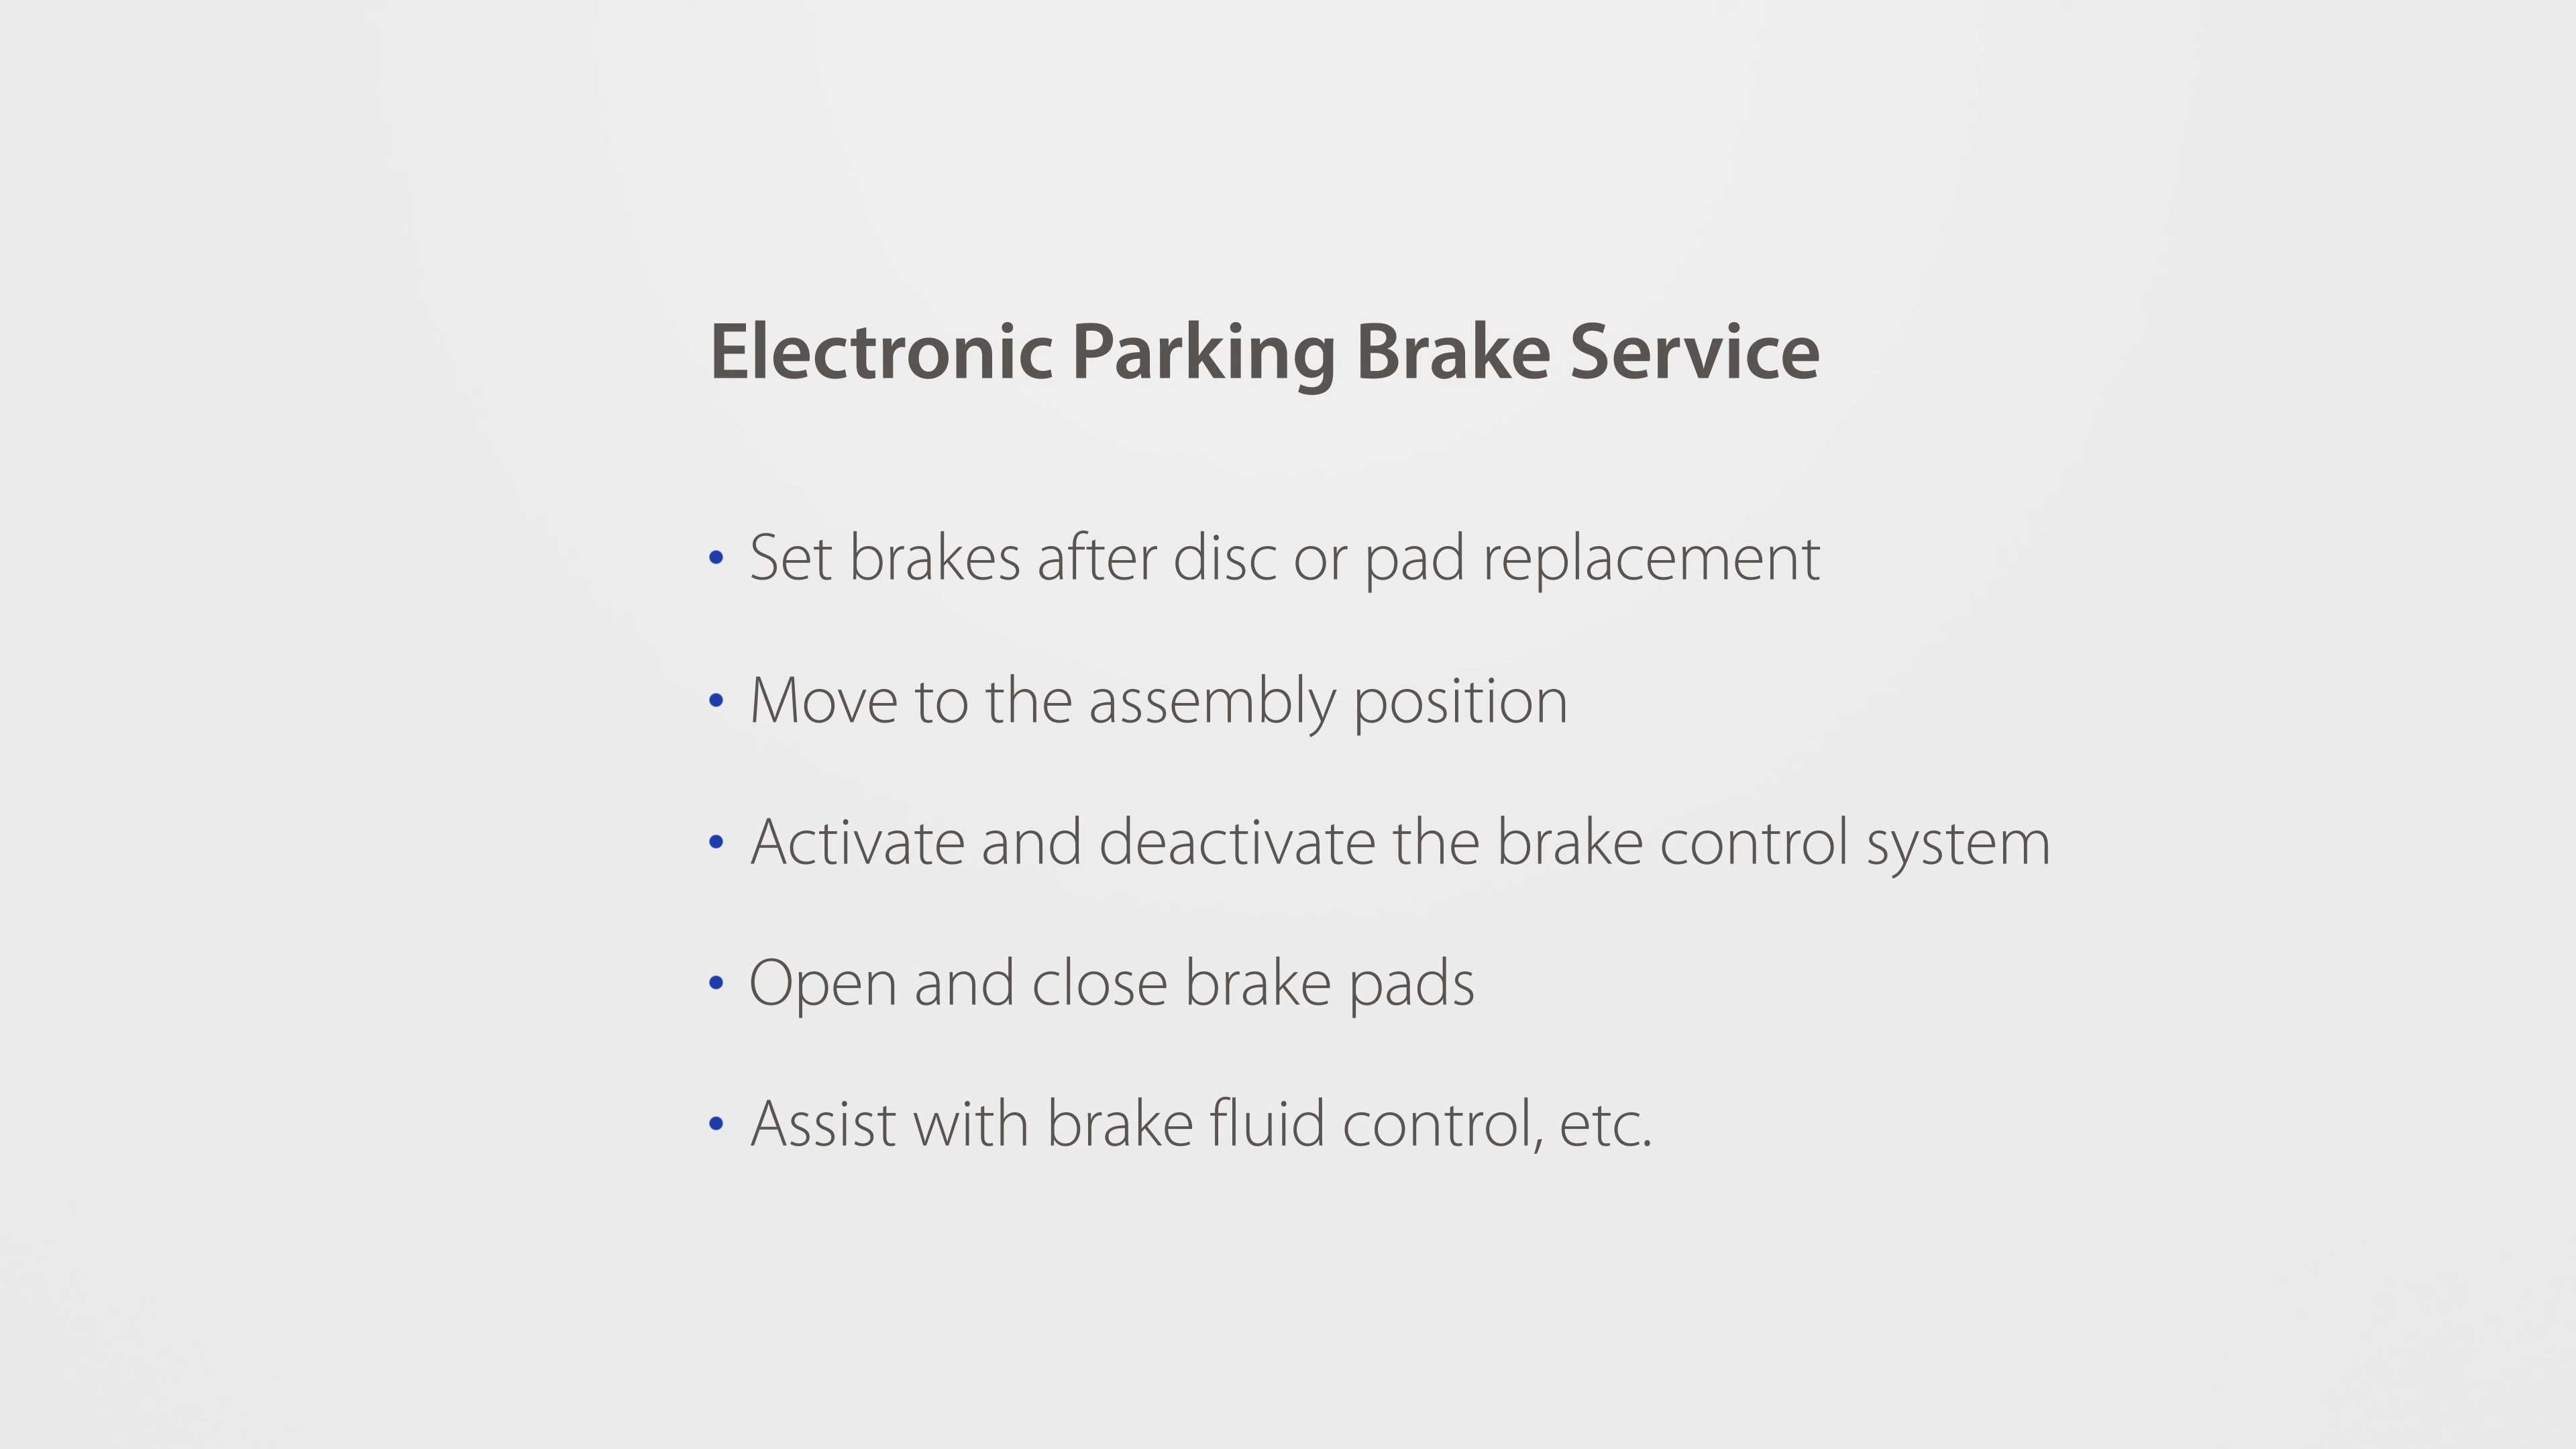 Electronic Parking Brake Service
• Set brakes after disc or pad replacement
• Move to the assembly position
• Activate and deactivate the brake control system
• Open and close brake pads
• Assist with brake fluid control, etc.